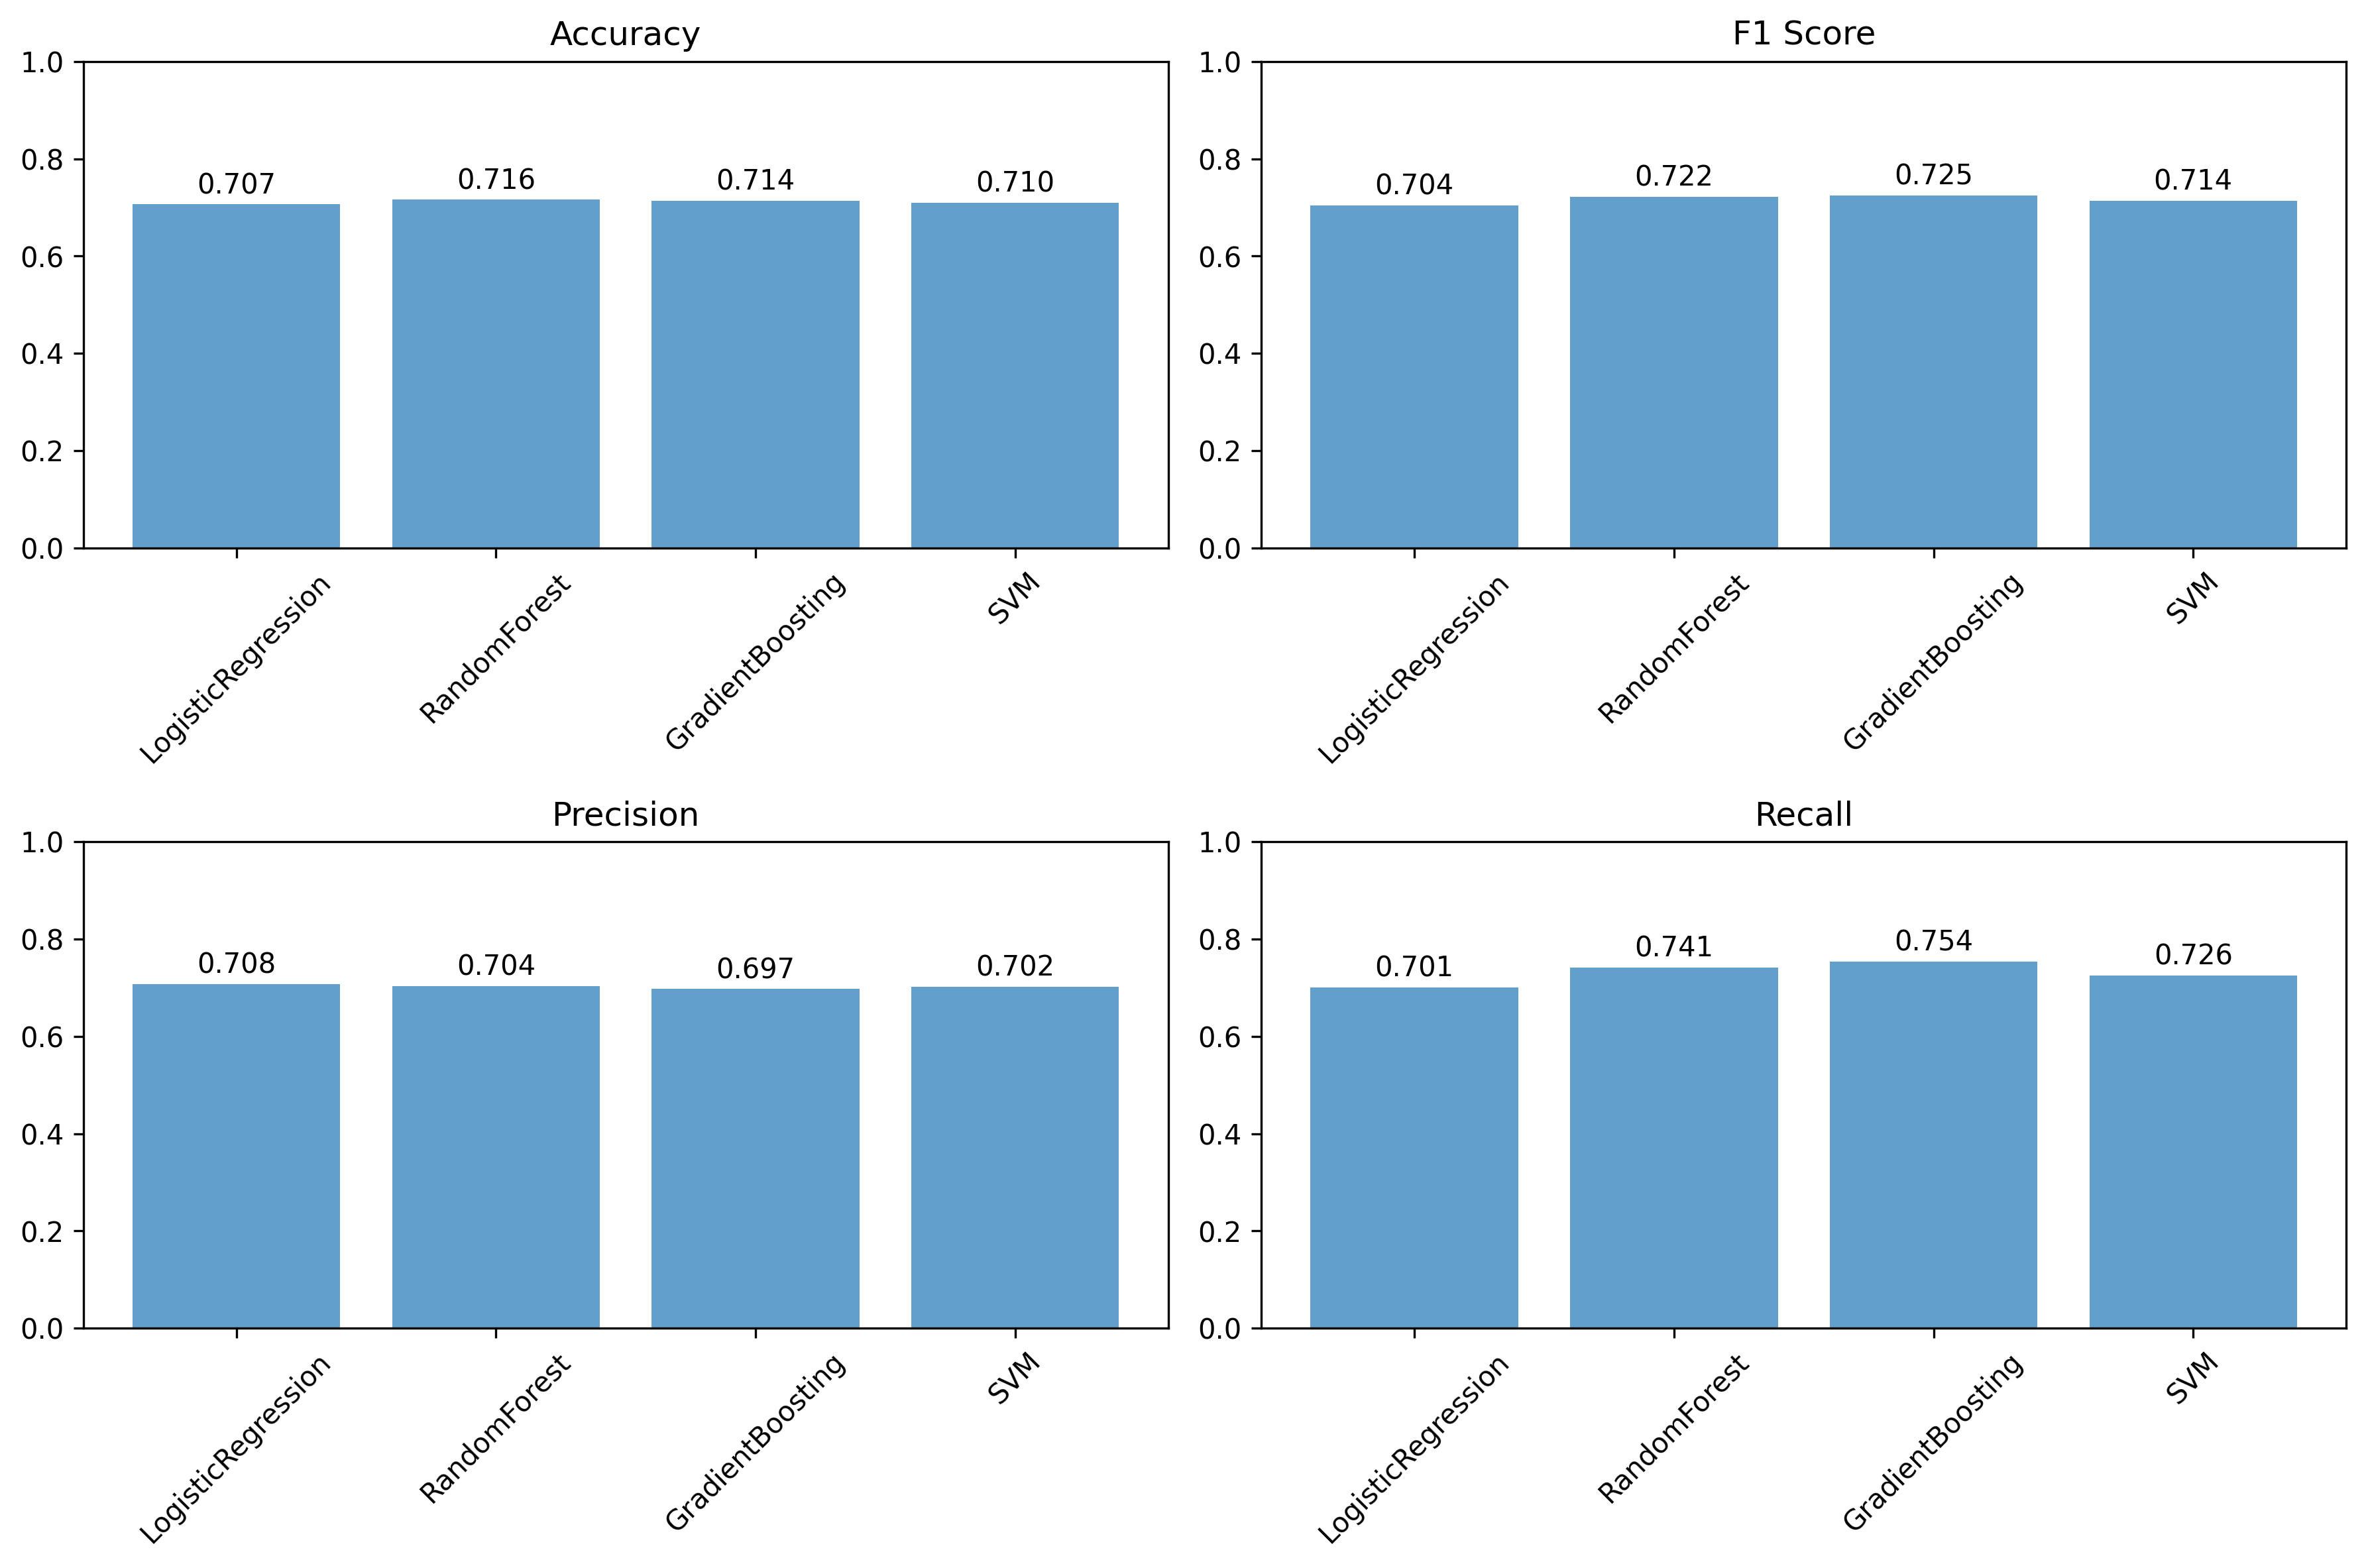 Accuracy
1.0
0.8
0.6
0.4
0.2
0.0
0.707
0.716
0.714
0.710
LogisticRegression
RandomForest
GradientBoosting
SVM
F1 Score
1.0
0.8
0.6
0.4
0.2
0.0
0.704
0.722
0.725
0.714
LogisticRegression
RandomForest
GradientBoosting
SVM
Precision
1.0
0.8
0.6
0.4
0.2
0.0
0.708
0.704
0.697
0.702
LogisticRegression
RandomForest
GradientBoosting
SVM
Recall
1.0
0.8
0.6
0.4
0.2
0.0
0.701
0.741
0.754
0.726
LogisticRegression
RandomForest
GradientBoosting
SVM